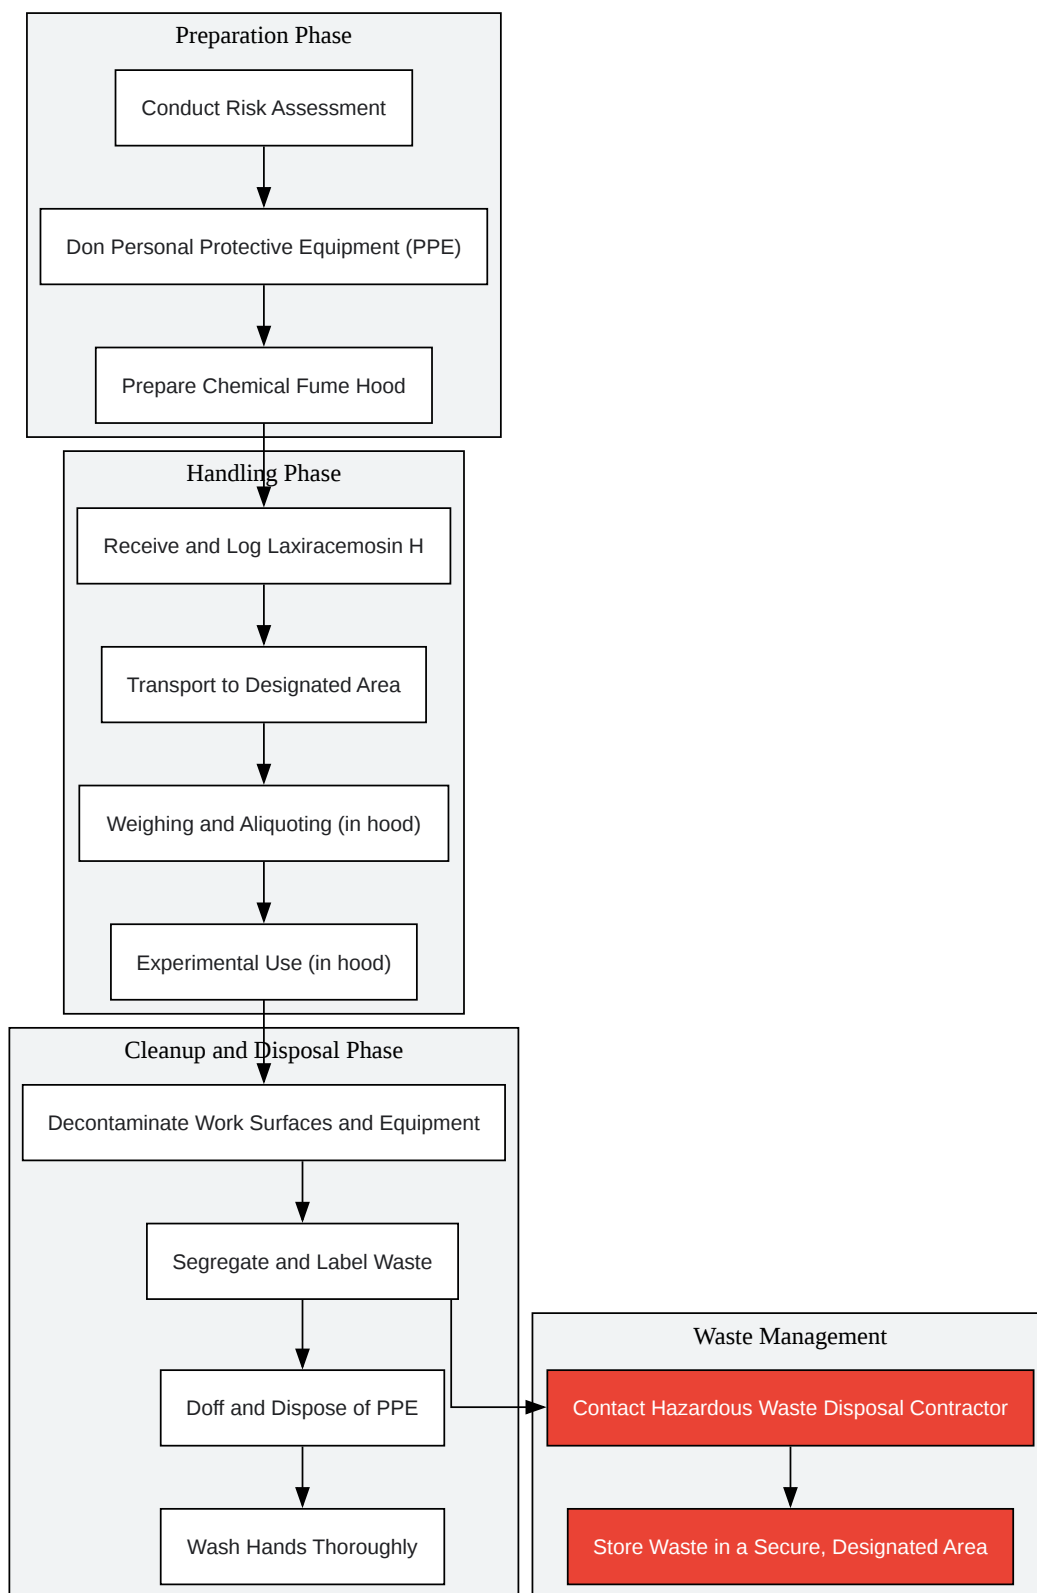 Preparation Phase
Conduct Risk Assessment
Don Personal Protective Equipment (PPE)
Prepare Chemical Fume Hood
Handling Phase
Receive and Log Laxiracemosin H
Transport to Designated Area
Weighing and Aliquoting (in hood)
Experimental Use (in hood)
Cleanup and Disposal Phase
Decontaminate Work Surfaces and Equipment
Segregate and Label Waste
Doff and Dispose of PPE
Wash Hands Thoroughly
Waste Management
Contact Hazardous Waste Disposal Contractor
Store Waste in a Secure, Designated Area